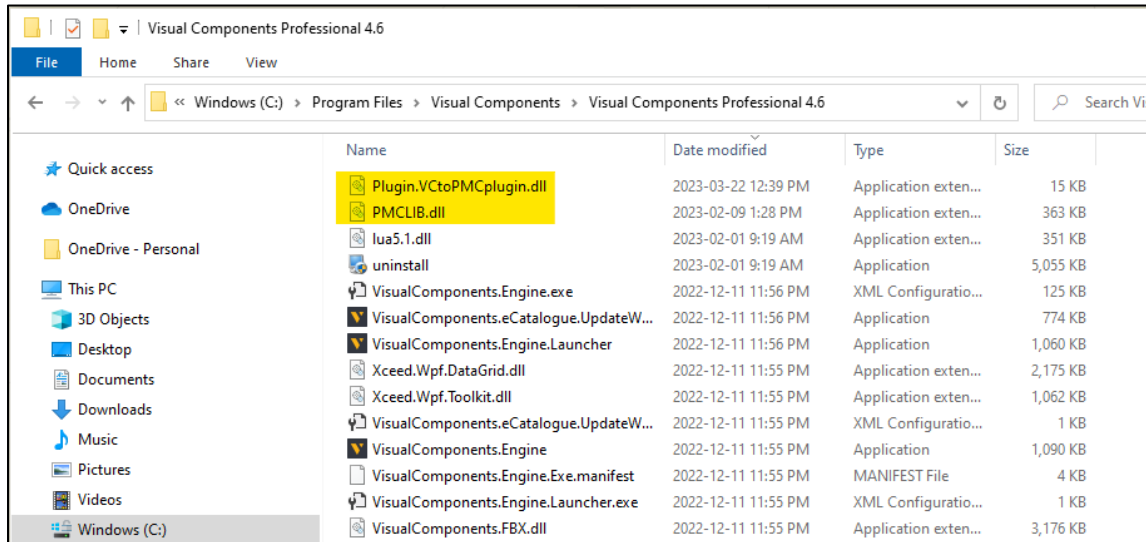 Visual Components Professional 4.6
File Home Share View
« Windows (C:) > Program Files > Visual Components > Visual Components Professional 4.6 Search Vi
Quick access
OneDrive
OneDrive - Personal
This PC
3D Objects
Desktop
Documents
Downloads
Music
Pictures
Videos
Windows (C:)
Name Date modified Type Size
Plugin.VCtoPMCplugin.dll 2023-03-22 12:39 PM Application exten... 15 KB
PMCLIB.dll 2023-02-09 1:28 PM Application exten... 363 KB
lua5.1.dll 2023-02-01 9:19 AM Application exten... 351 KB
uninstall 2023-02-01 9:19 AM Application 5,055 KB
VisualComponents.Engine.exe 2022-12-11 11:56 PM XML Configuratio... 125 KB
VisualComponents.eCatalogue.UpdateW... 2022-12-11 11:56 PM Application 774 KB
VisualComponents.Engine.Launcher 2022-12-11 11:56 PM Application 1,060 KB
Xceed.Wpf.DataGrid.dll 2022-12-11 11:55 PM Application exten... 2,175 KB
Xceed.Wpf.Toolkit.dll 2022-12-11 11:55 PM Application exten... 1,062 KB
VisualComponents.eCatalogue.UpdateW... 2022-12-11 11:55 PM XML Configuratio... 1 KB
VisualComponents.Engine 2022-12-11 11:55 PM Application 1,090 KB
VisualComponents.Engine.Exe.manifest 2022-12-11 11:55 PM MANIFEST File 4 KB
VisualComponents.Engine.Launcher.exe 2022-12-11 11:55 PM XML Configuratio... 1 KB
VisualComponents.FBX.dll 2022-12-11 11:55 PM Application exten... 3,176 KB